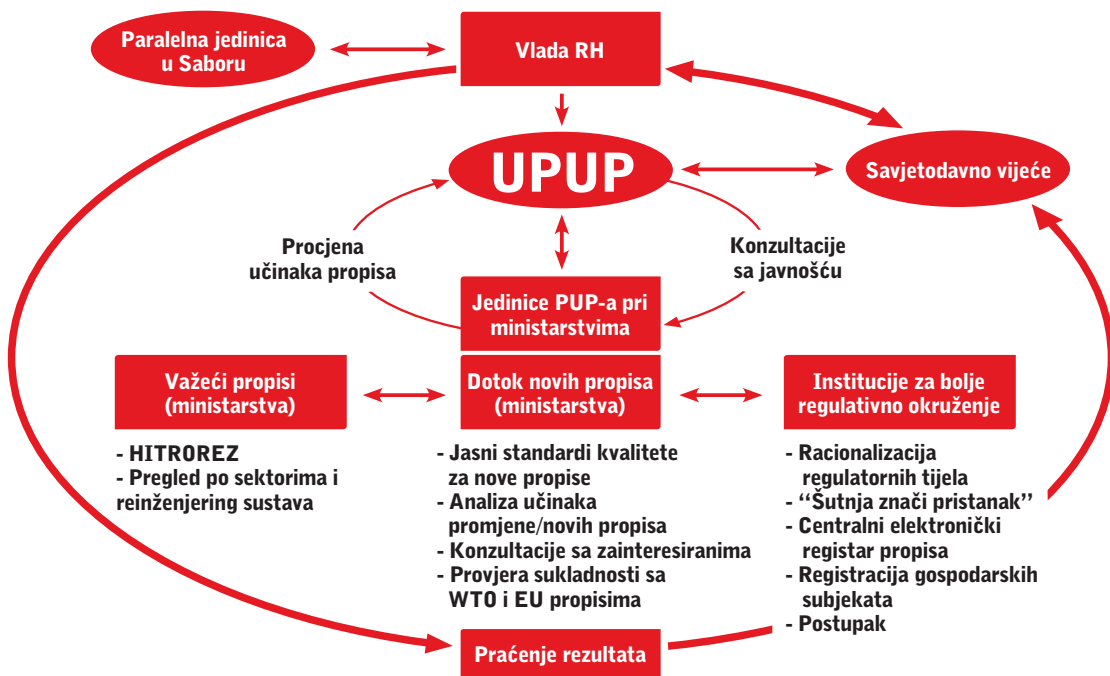 Paralelna jedinica
u Saboru
Vlada RH
UPUP
Savjetodavno vijeće
Procjena
učinaka propisa
Konzultacije
sa javnošću
Jedinice PUP-a pri
ministarstvima
Važeći propisi
(ministarstva)
Dotok novih propisa
(ministarstva)
Institucije za bolje
regulativno okruženje
- HITROREZ
- Pregled po sektorima i
reinženjering sustava
- Jasni standardi kvalitete
za nove propise
- Analiza učinaka
promjene/novih propisa
- Konzultacije sa zainteresiranima
- Provjera sukladnosti sa
WTO i EU propisima
- Racionalizacija
regulatornih tijela
- “Šutnja znači pristanak”
- Centralni elektronički
registar propisa
- Registracija gospodarskih
subjekata
- Postupak
Praćenje rezultata